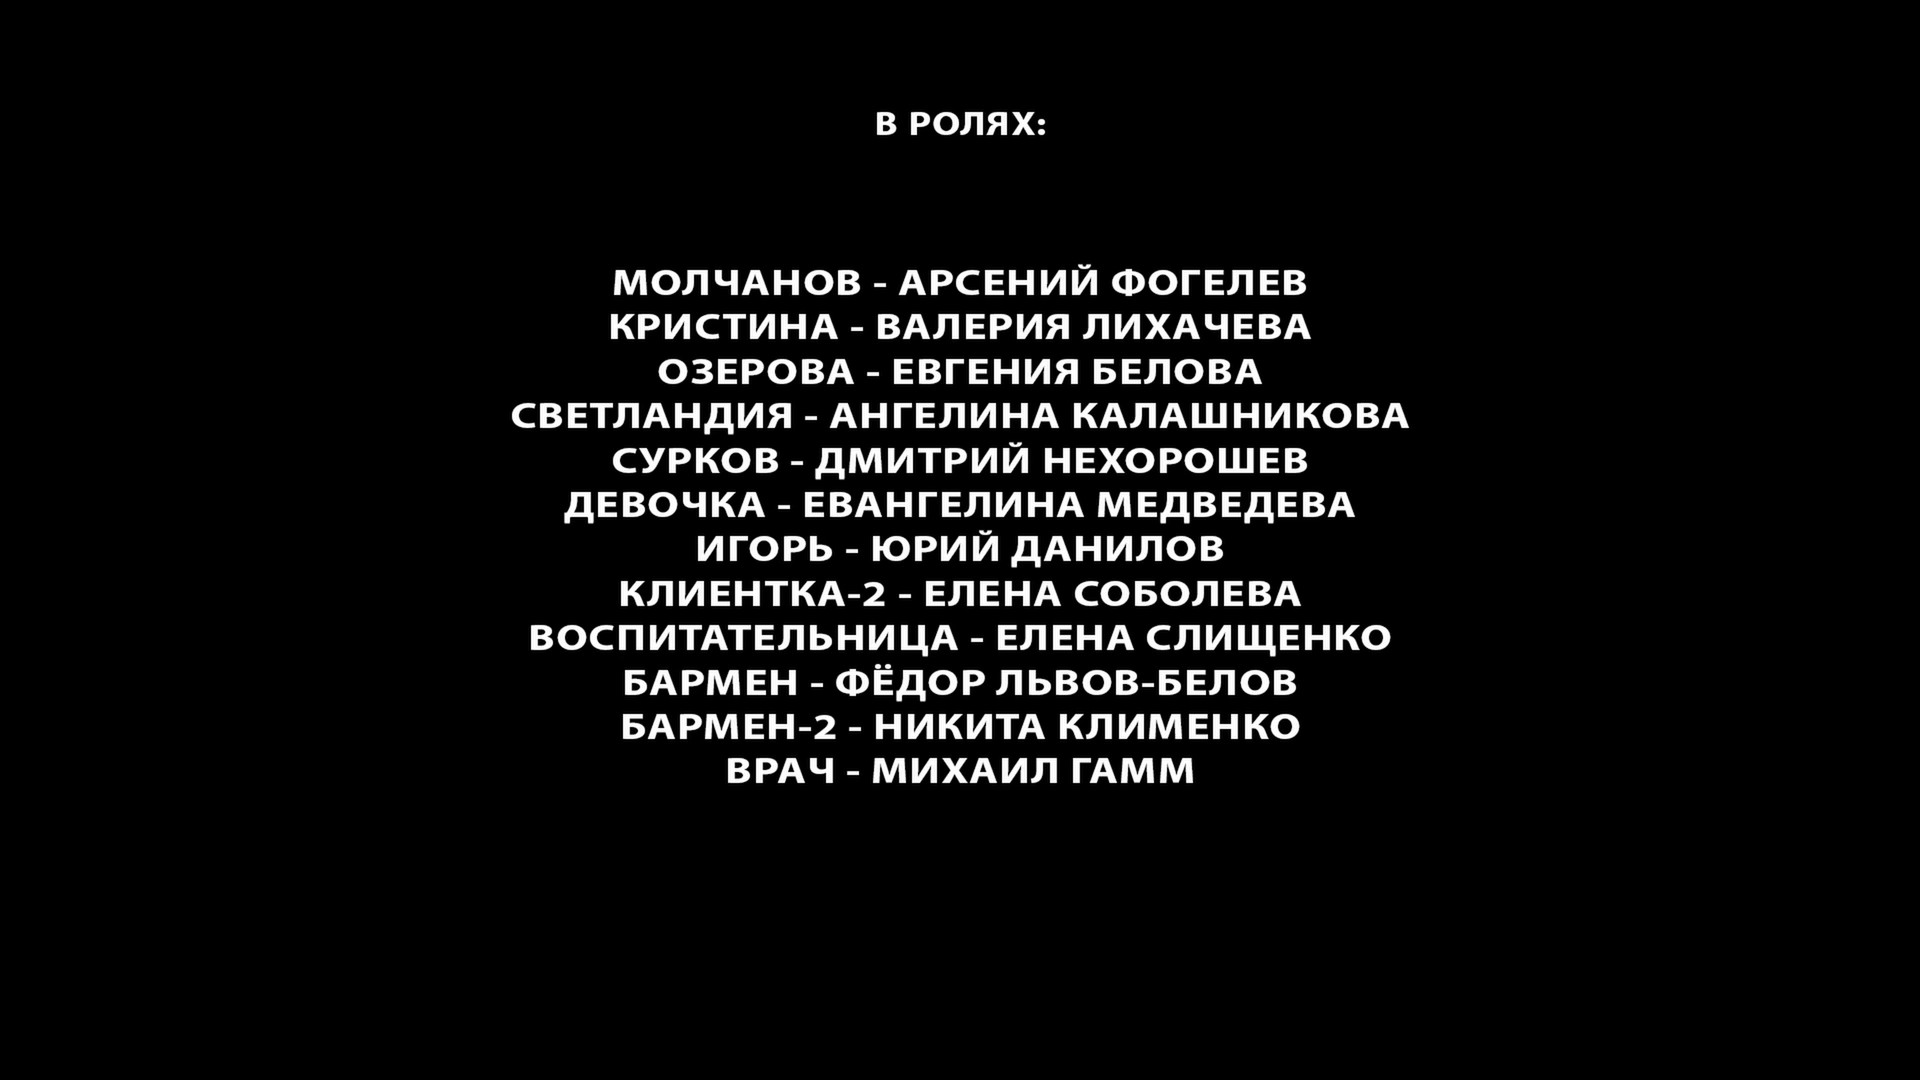 В РОЛЯХ:
МОЛЧАНОВ - АРСЕНИЙ ФОГЕЛЕВ
КРИСТИНА - ВАЛЕРИЯ ЛИХАЧЕВА
ОЗЕРОВА - ЕВГЕНИЯ БЕЛОВА
СВЕТЛАНДИЯ - АНГЕЛИНА КАЛАШНИКОВА
СУРКОВ - ДМИТРИЙ НЕХОРОШЕВ
ДЕВОЧКА - ЕВАНГЕЛИНА МЕДВЕДЕВА
ИГОРЬ - ЮРИЙ ДАНИЛОВ
КЛИЕНТКА-2 - ЕЛЕНА СОБОЛЕВА
ВОСПИТАТЕЛЬНИЦА - ЕЛЕНА СЛИЩЕНКО
БАРМЕН - ФЁДОР ЛЬВОВ-БЕЛОВ
БАРМЕН-2 - НИКИТА КЛИМЕНКО
ВРАЧ - МИХАИЛ ГАММ